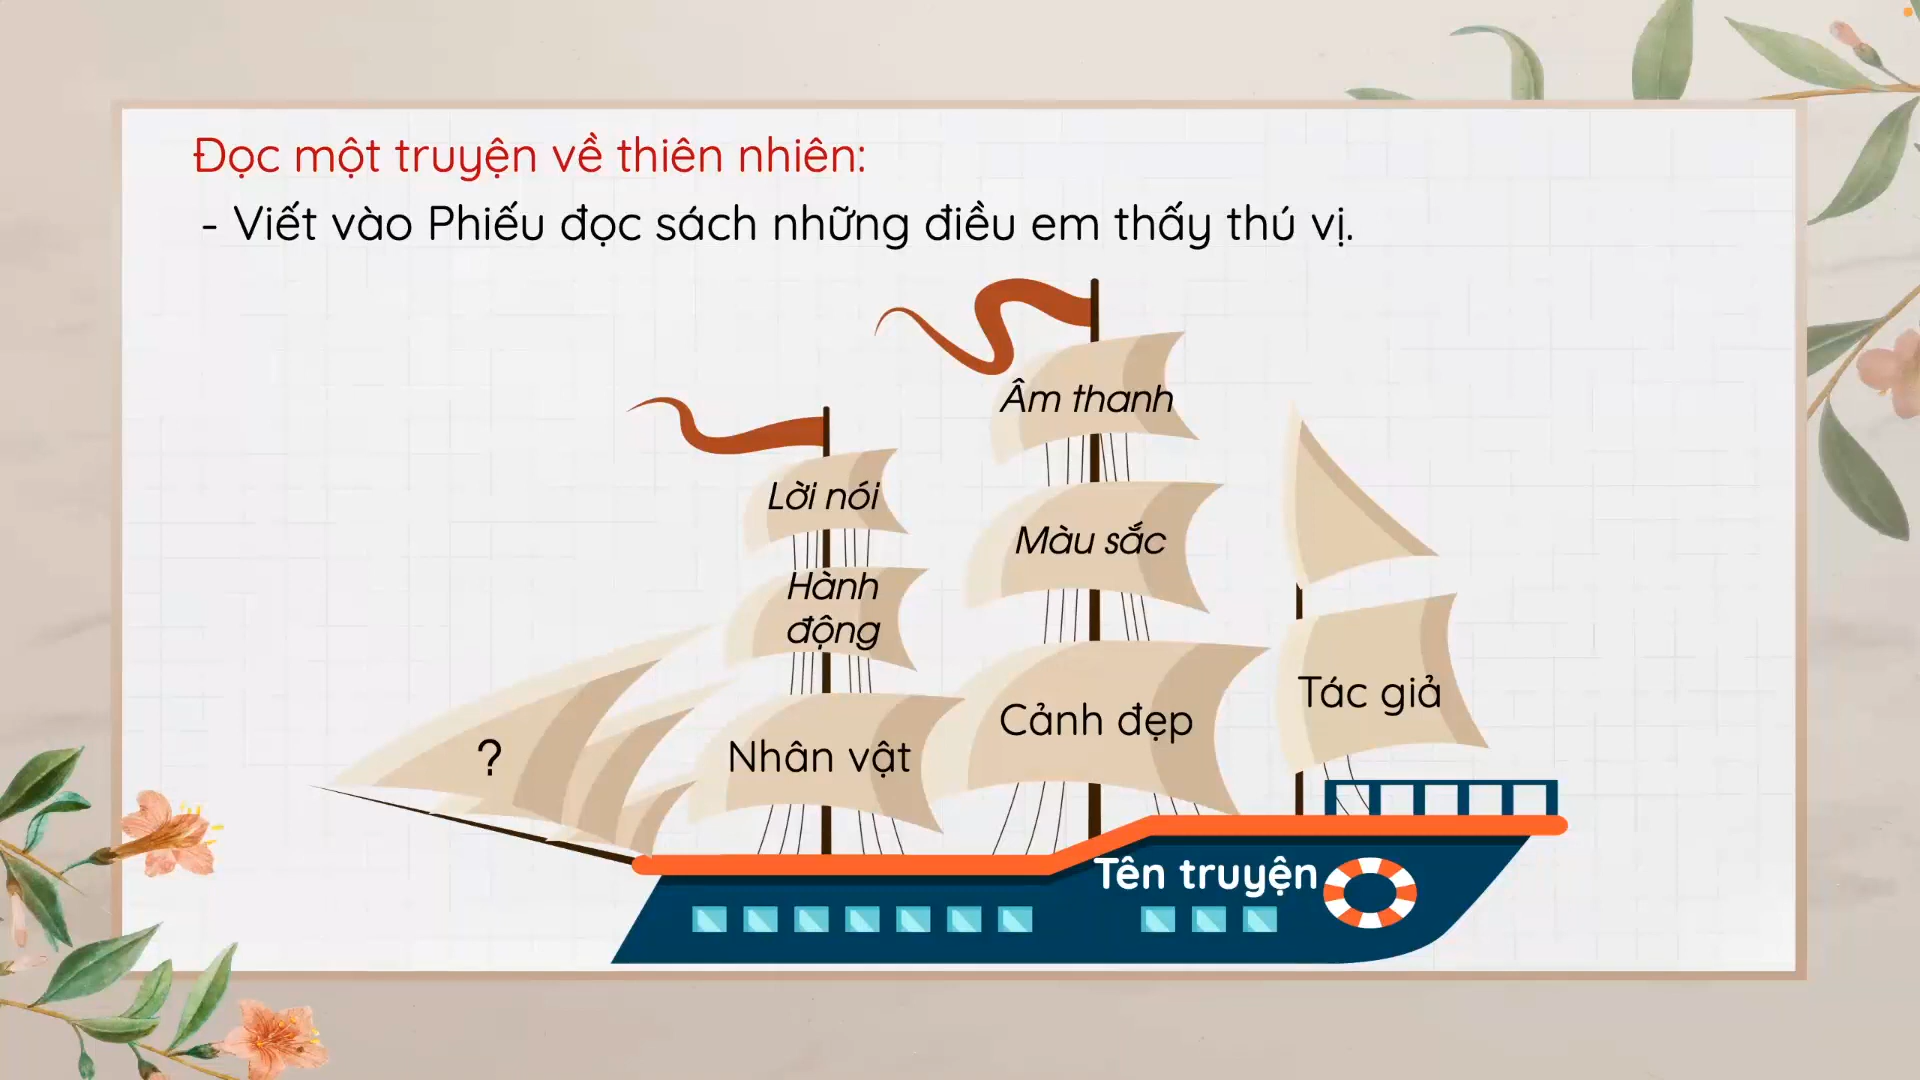 Đọc một truyện về thiên nhiên:
- Viết vào Phiếu đọc sách những điều em thấy thú vị.
Âm thanh
Lời nói
Màu sắc
Hành
động
Tác giả
Cảnh đẹp
Nhân vật
?
Tên truyện